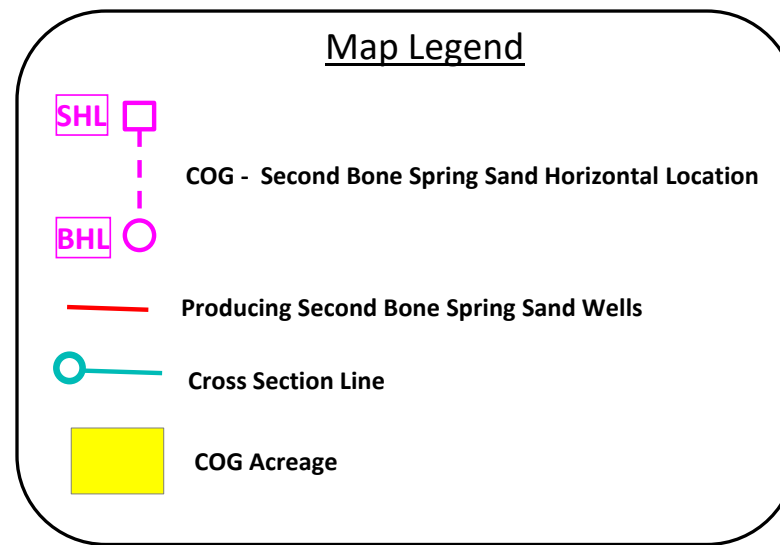 Map Legend
SHL
COG - Second Bone Spring Sand Horizontal Location
BHL
Producing Second Bone Spring Sand Wells
Cross Section Line
COG Acreage